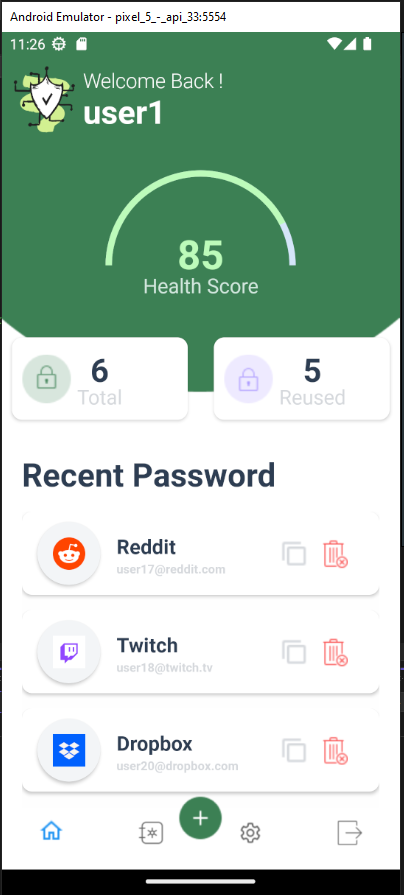 Android Emulator - pixel_5_-_api_33:5554
11:26
Welcome Back !
user1
85
Health Score
6
Total
5
Reused
Recent Password
Reddit
user17@reddit.com
Twitch
user18@twitch.tv
Dropbox
user20@dropbox.com